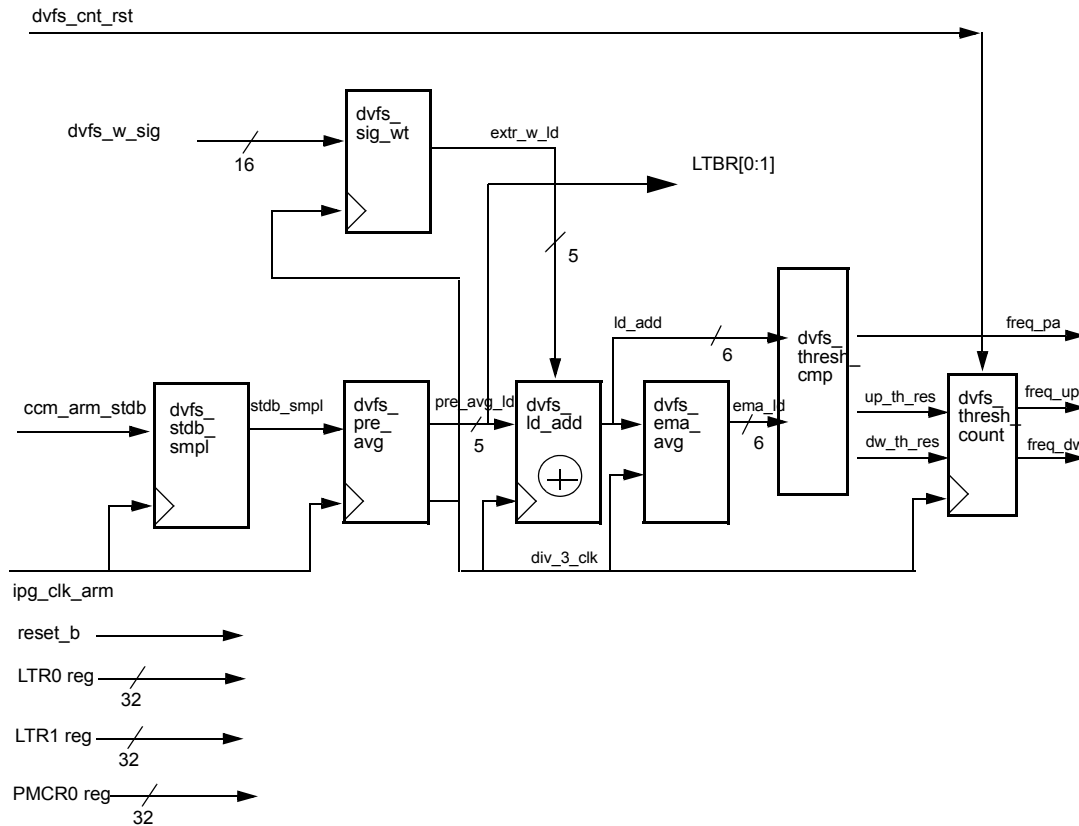 dvfs_cnt_rst
dvfs_w_sig
16
dvfs_
sig_wt
extr_w_ld
LTBR[0:1]
5
ld_add
6
dvfs_
thresh_
cmp
freq_pa
ccm_arm_stdb
dvfs_
stdb_
smpl
stdb_smpl
dvfs_
pre_
avg
pre_avg_ld
5
dvfs_
ld_add
dvfs_
ema_
avg
ema_ld
6
up_th_res
dw_th_res
dvfs_
thresh_
count
freq_up
freq_dw
div_3_clk
ipg_clk_arm
reset_b
LTR0 reg
32
LTR1 reg
32
PMCR0 reg
32